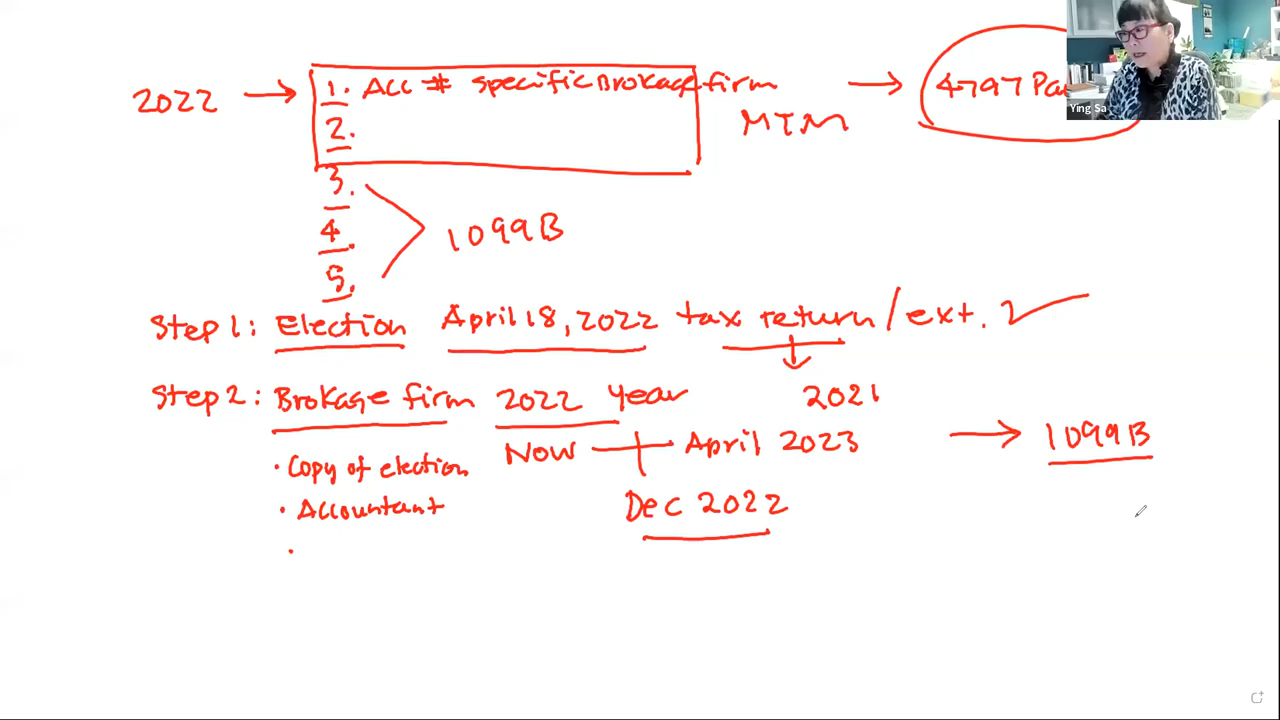 2022 → 1. Acc # specific Brokage firm → 4797 Pa
Ying Sa
2. MTM
3.
4. 1099B
5.
Step 1: Election April 18, 2022 tax return / ext. ✓
Step 2: Brokage firm 2022 year 2021
Now April 2023 → 1099B
• Copy of election
• Accountant Dec 2022
•